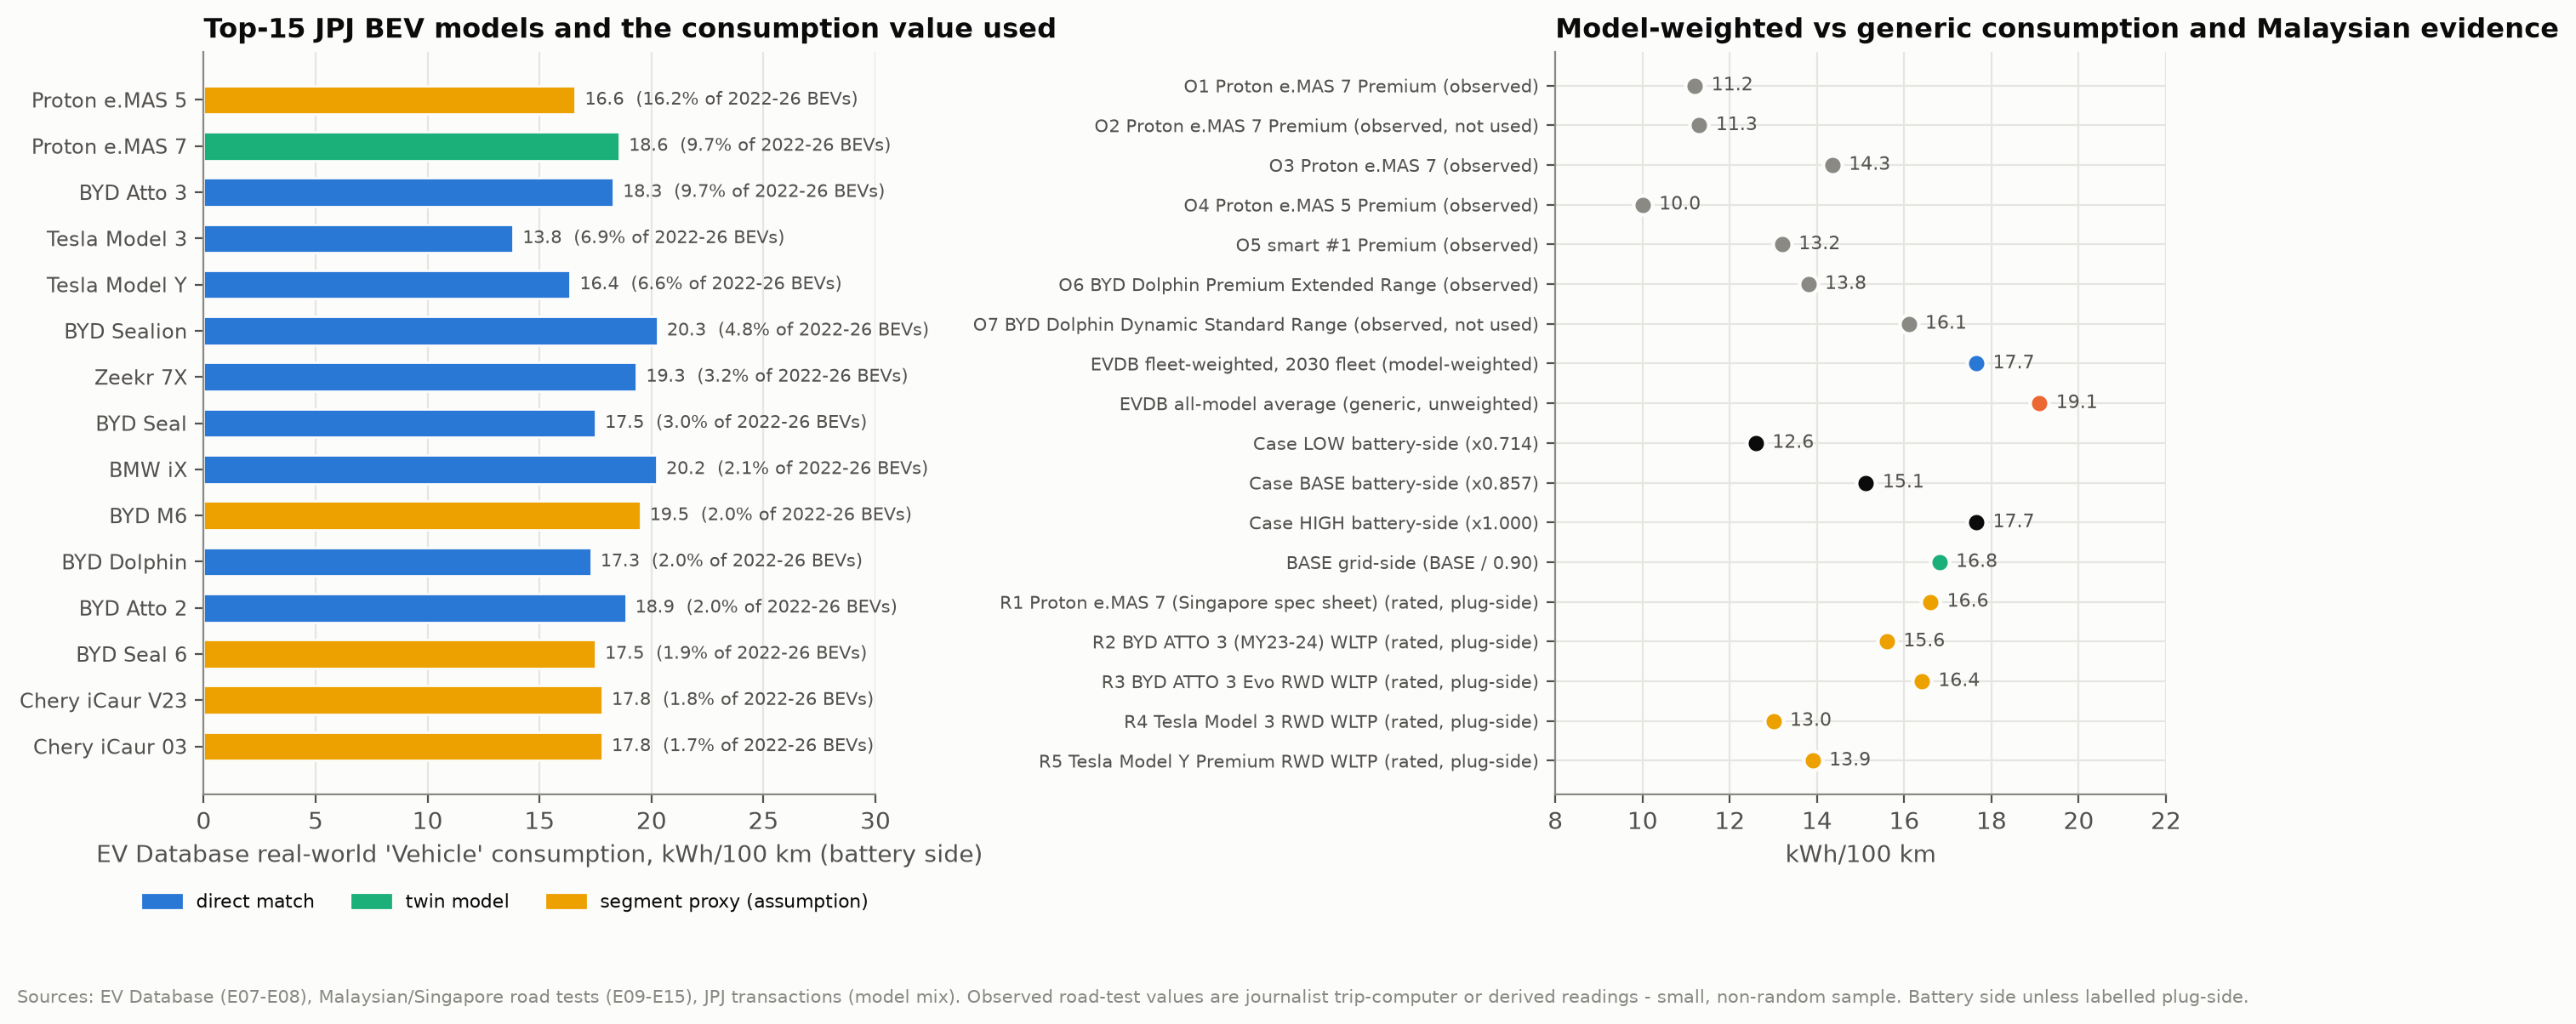 Top-15 JPJ BEV models and the consumption value used
Proton e.MAS 5 16.6 (16.2% of 2022-26 BEVs)
Proton e.MAS 7 18.6 (9.7% of 2022-26 BEVs)
BYD Atto 3 18.3 (9.7% of 2022-26 BEVs)
Tesla Model 3 13.8 (6.9% of 2022-26 BEVs)
Tesla Model Y 16.4 (6.6% of 2022-26 BEVs)
BYD Sealion 20.3 (4.8% of 2022-26 BEVs)
Zeekr 7X 19.3 (3.2% of 2022-26 BEVs)
BYD Seal 17.5 (3.0% of 2022-26 BEVs)
BMW iX 20.2 (2.1% of 2022-26 BEVs)
BYD M6 19.5 (2.0% of 2022-26 BEVs)
BYD Dolphin 17.3 (2.0% of 2022-26 BEVs)
BYD Atto 2 18.9 (2.0% of 2022-26 BEVs)
BYD Seal 6 17.5 (1.9% of 2022-26 BEVs)
Chery iCaur V23 17.8 (1.8% of 2022-26 BEVs)
Chery iCaur 03 17.8 (1.7% of 2022-26 BEVs)
0 5 10 15 20 25 30
EV Database real-world 'Vehicle' consumption, kWh/100 km (battery side)
direct match twin model segment proxy (assumption)
Model-weighted vs generic consumption and Malaysian evidence
O1 Proton e.MAS 7 Premium (observed) 11.2
O2 Proton e.MAS 7 Premium (observed, not used) 11.3
O3 Proton e.MAS 7 (observed) 14.3
O4 Proton e.MAS 5 Premium (observed) 10.0
O5 smart #1 Premium (observed) 13.2
O6 BYD Dolphin Premium Extended Range (observed) 13.8
O7 BYD Dolphin Dynamic Standard Range (observed, not used) 16.1
EVDB fleet-weighted, 2030 fleet (model-weighted) 17.7
EVDB all-model average (generic, unweighted) 19.1
Case LOW battery-side (x0.714) 12.6
Case BASE battery-side (x0.857) 15.1
Case HIGH battery-side (x1.000) 17.7
BASE grid-side (BASE / 0.90) 16.8
R1 Proton e.MAS 7 (Singapore spec sheet) (rated, plug-side) 16.6
R2 BYD ATTO 3 (MY23-24) WLTP (rated, plug-side) 15.6
R3 BYD ATTO 3 Evo RWD WLTP (rated, plug-side) 16.4
R4 Tesla Model 3 RWD WLTP (rated, plug-side) 13.0
R5 Tesla Model Y Premium RWD WLTP (rated, plug-side) 13.9
8 10 12 14 16 18 20 22
kWh/100 km
Sources: EV Database (E07-E08), Malaysian/Singapore road tests (E09-E15), JPJ transactions (model mix). Observed road-test values are journalist trip-computer or derived readings - small, non-random sample. Battery side unless labelled plug-side.